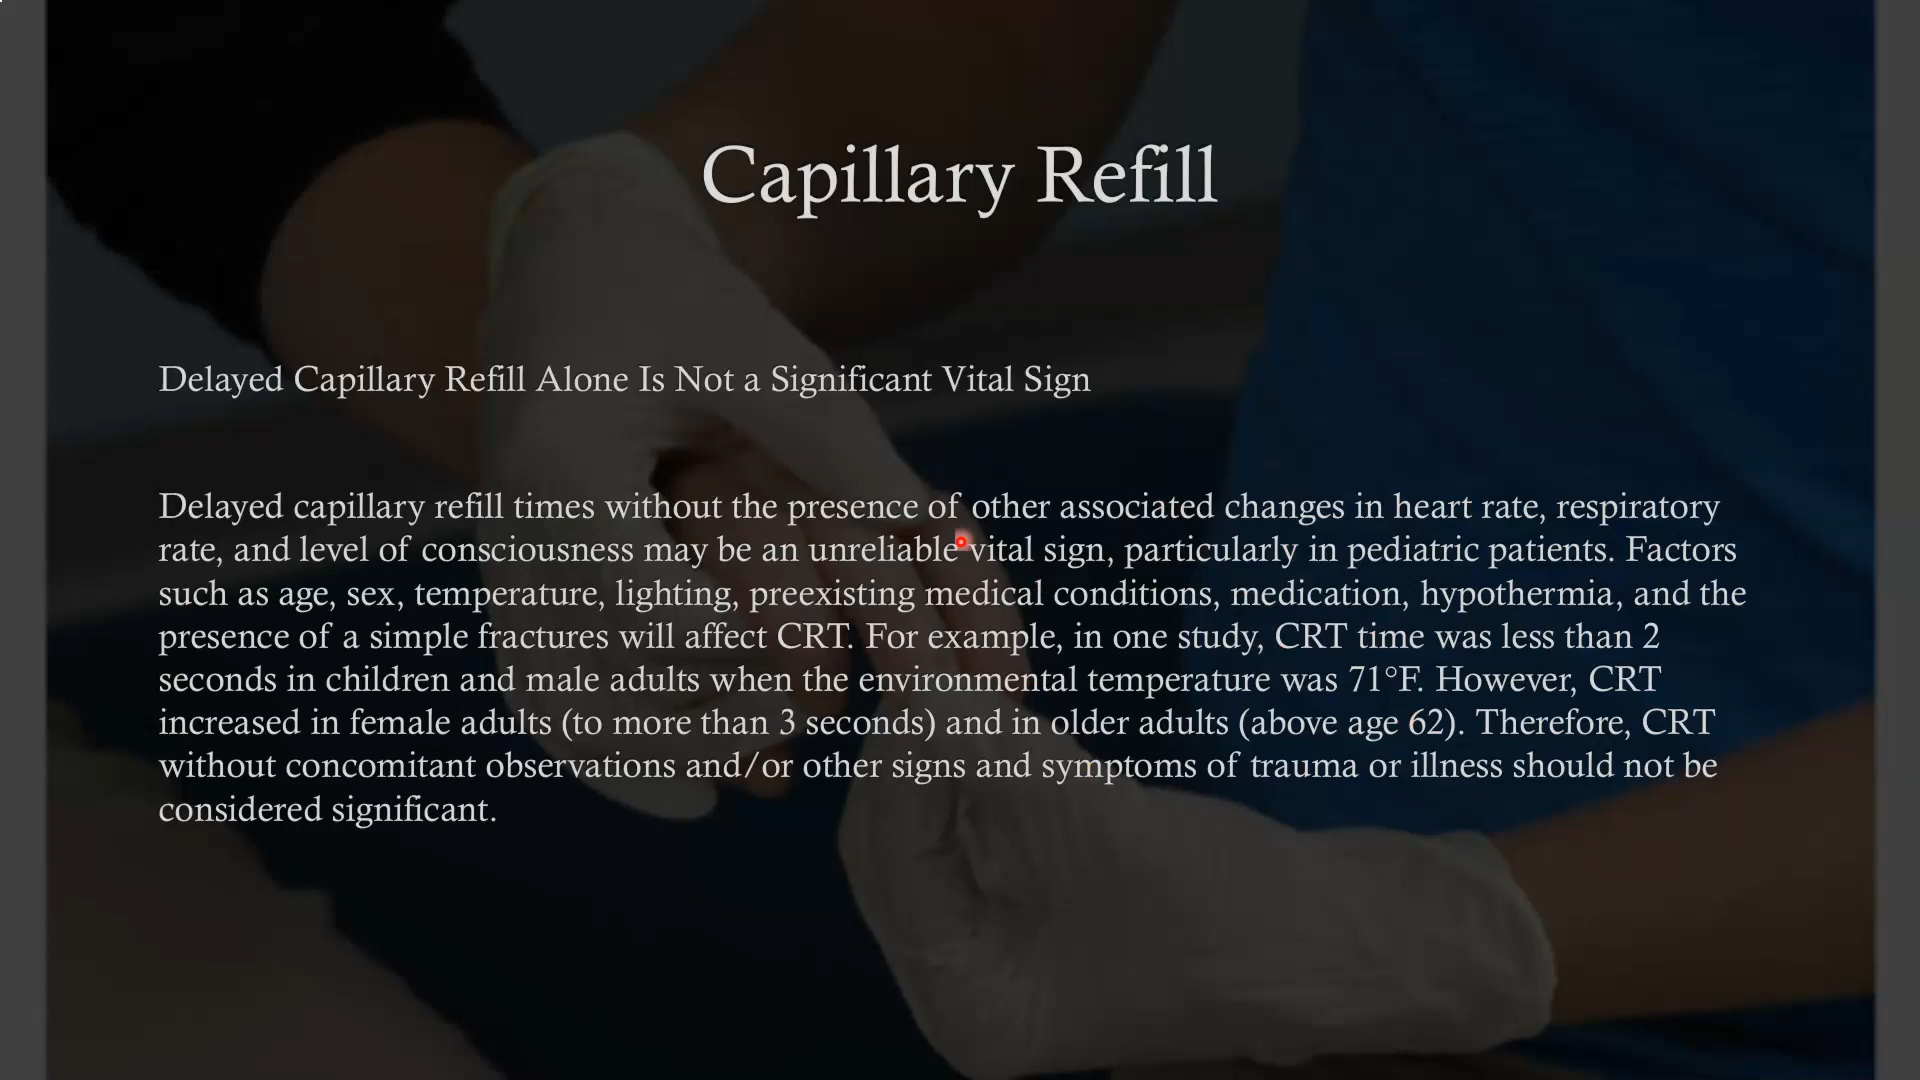 Capillary Refill
Delayed Capillary Refill Alone Is Not a Significant Vital Sign
Delayed capillary refill times without the presence of other associated changes in heart rate, respiratory
rate, and level of consciousness may be an unreliable vital sign, particularly in pediatric patients. Factors
such as age, sex, temperature, lighting, preexisting medical conditions, medication, hypothermia, and the
presence of a simple fractures will affect CRT. For example, in one study, CRT time was less than 2
seconds in children and male adults when the environmental temperature was 71°F. However, CRT
increased in female adults (to more than 3 seconds) and in older adults (above age 62). Therefore, CRT
without concomitant observations and/or other signs and symptoms of trauma or illness should not be
considered significant.